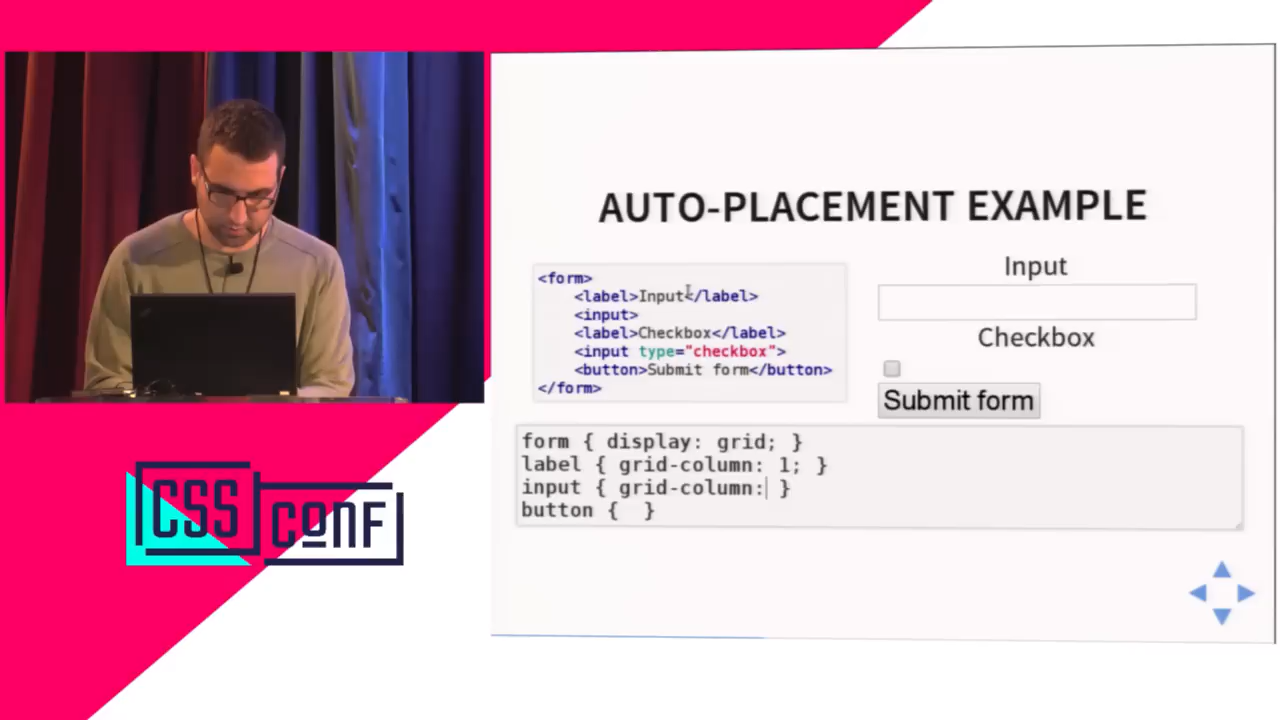 AUTO-PLACEMENT EXAMPLE
<form>
<label>Input</label>
<input>
<label>Checkbox</label>
<input type="checkbox">
<button>Submit form</button>
</form>
Input
Checkbox
Submit form
form { display: grid; }
label { grid-column: 1; }
input { grid-column: }
button {  }
CSS
CONF